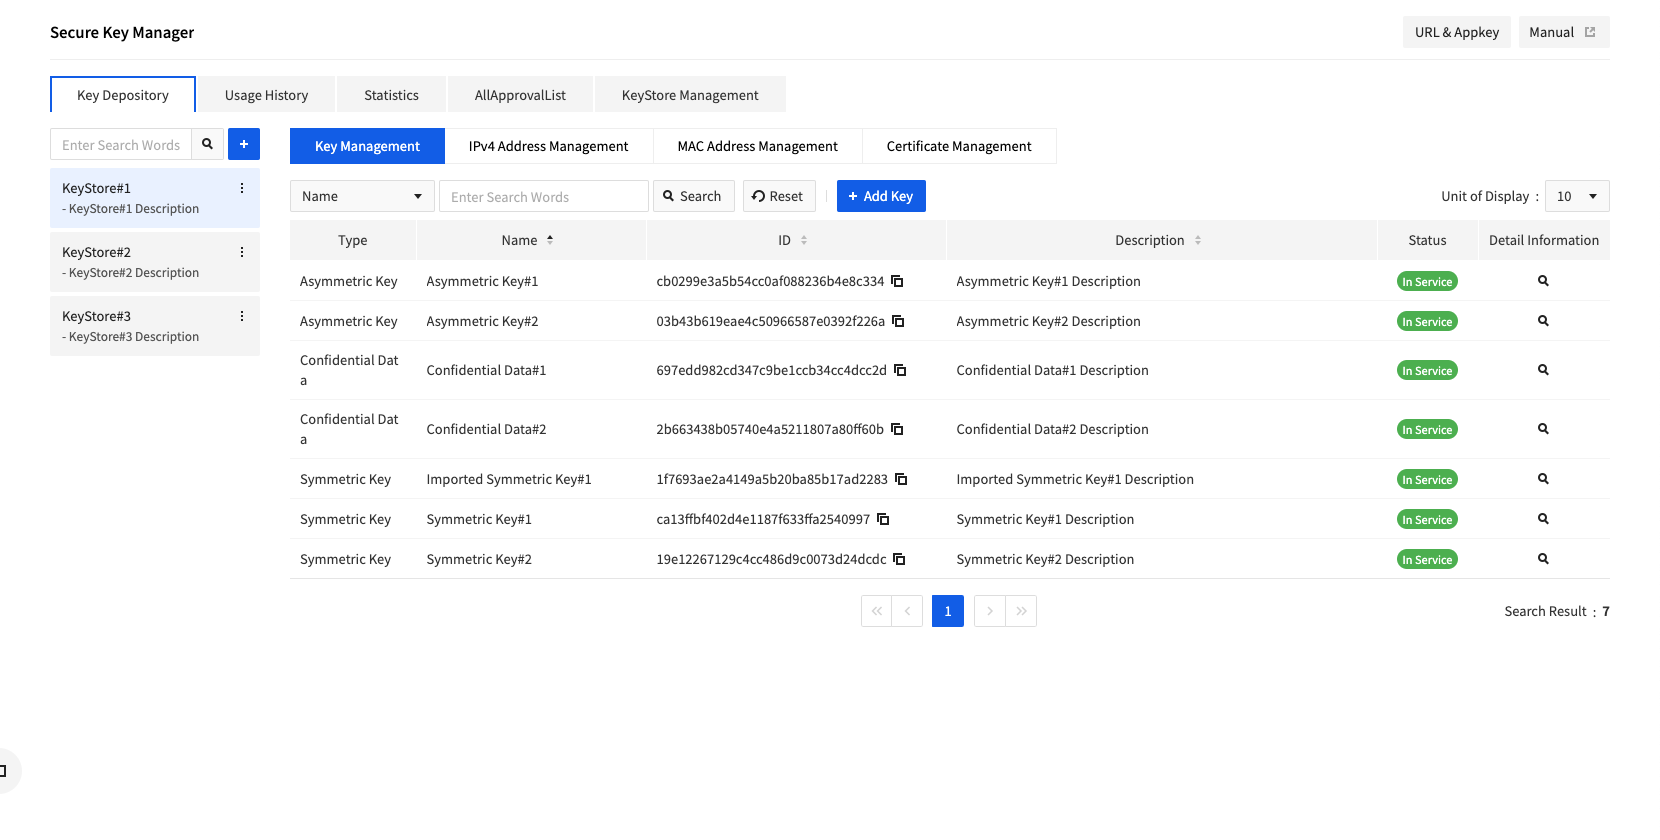 Secure Key Manager
URL & Appkey
Manual
Key Depository
Usage History
Statistics
AllApprovalList
KeyStore Management
Enter Search Words
+
KeyStore#1
- KeyStore#1 Description
KeyStore#2
- KeyStore#2 Description
KeyStore#3
- KeyStore#3 Description
Key Management
IPv4 Address Management
MAC Address Management
Certificate Management
Name
Enter Search Words
Search
Reset
+ Add Key
Unit of Display : 10
Type Name ID Description Status Detail Information
Asymmetric Key Asymmetric Key#1 cb0299e3a5b54cc0af088236b4e8c334 Asymmetric Key#1 Description In Service
Asymmetric Key Asymmetric Key#2 03b43b619eae4c50966587e0392f226a Asymmetric Key#2 Description In Service
Confidential Dat
a
Confidential Data#1 697edd982cd347c9be1ccb34cc4dcc2d Confidential Data#1 Description In Service
Confidential Dat
a
Confidential Data#2 2b663438b05740e4a5211807a80ff60b Confidential Data#2 Description In Service
Symmetric Key Imported Symmetric Key#1 1f7693ae2a4149a5b20ba85b17ad2283 Imported Symmetric Key#1 Description In Service
Symmetric Key Symmetric Key#1 ca13ffbf402d4e1187f633ffa2540997 Symmetric Key#1 Description In Service
Symmetric Key Symmetric Key#2 19e12267129c4cc486d9c0073d24dcdc Symmetric Key#2 Description In Service
1
Search Result : 7